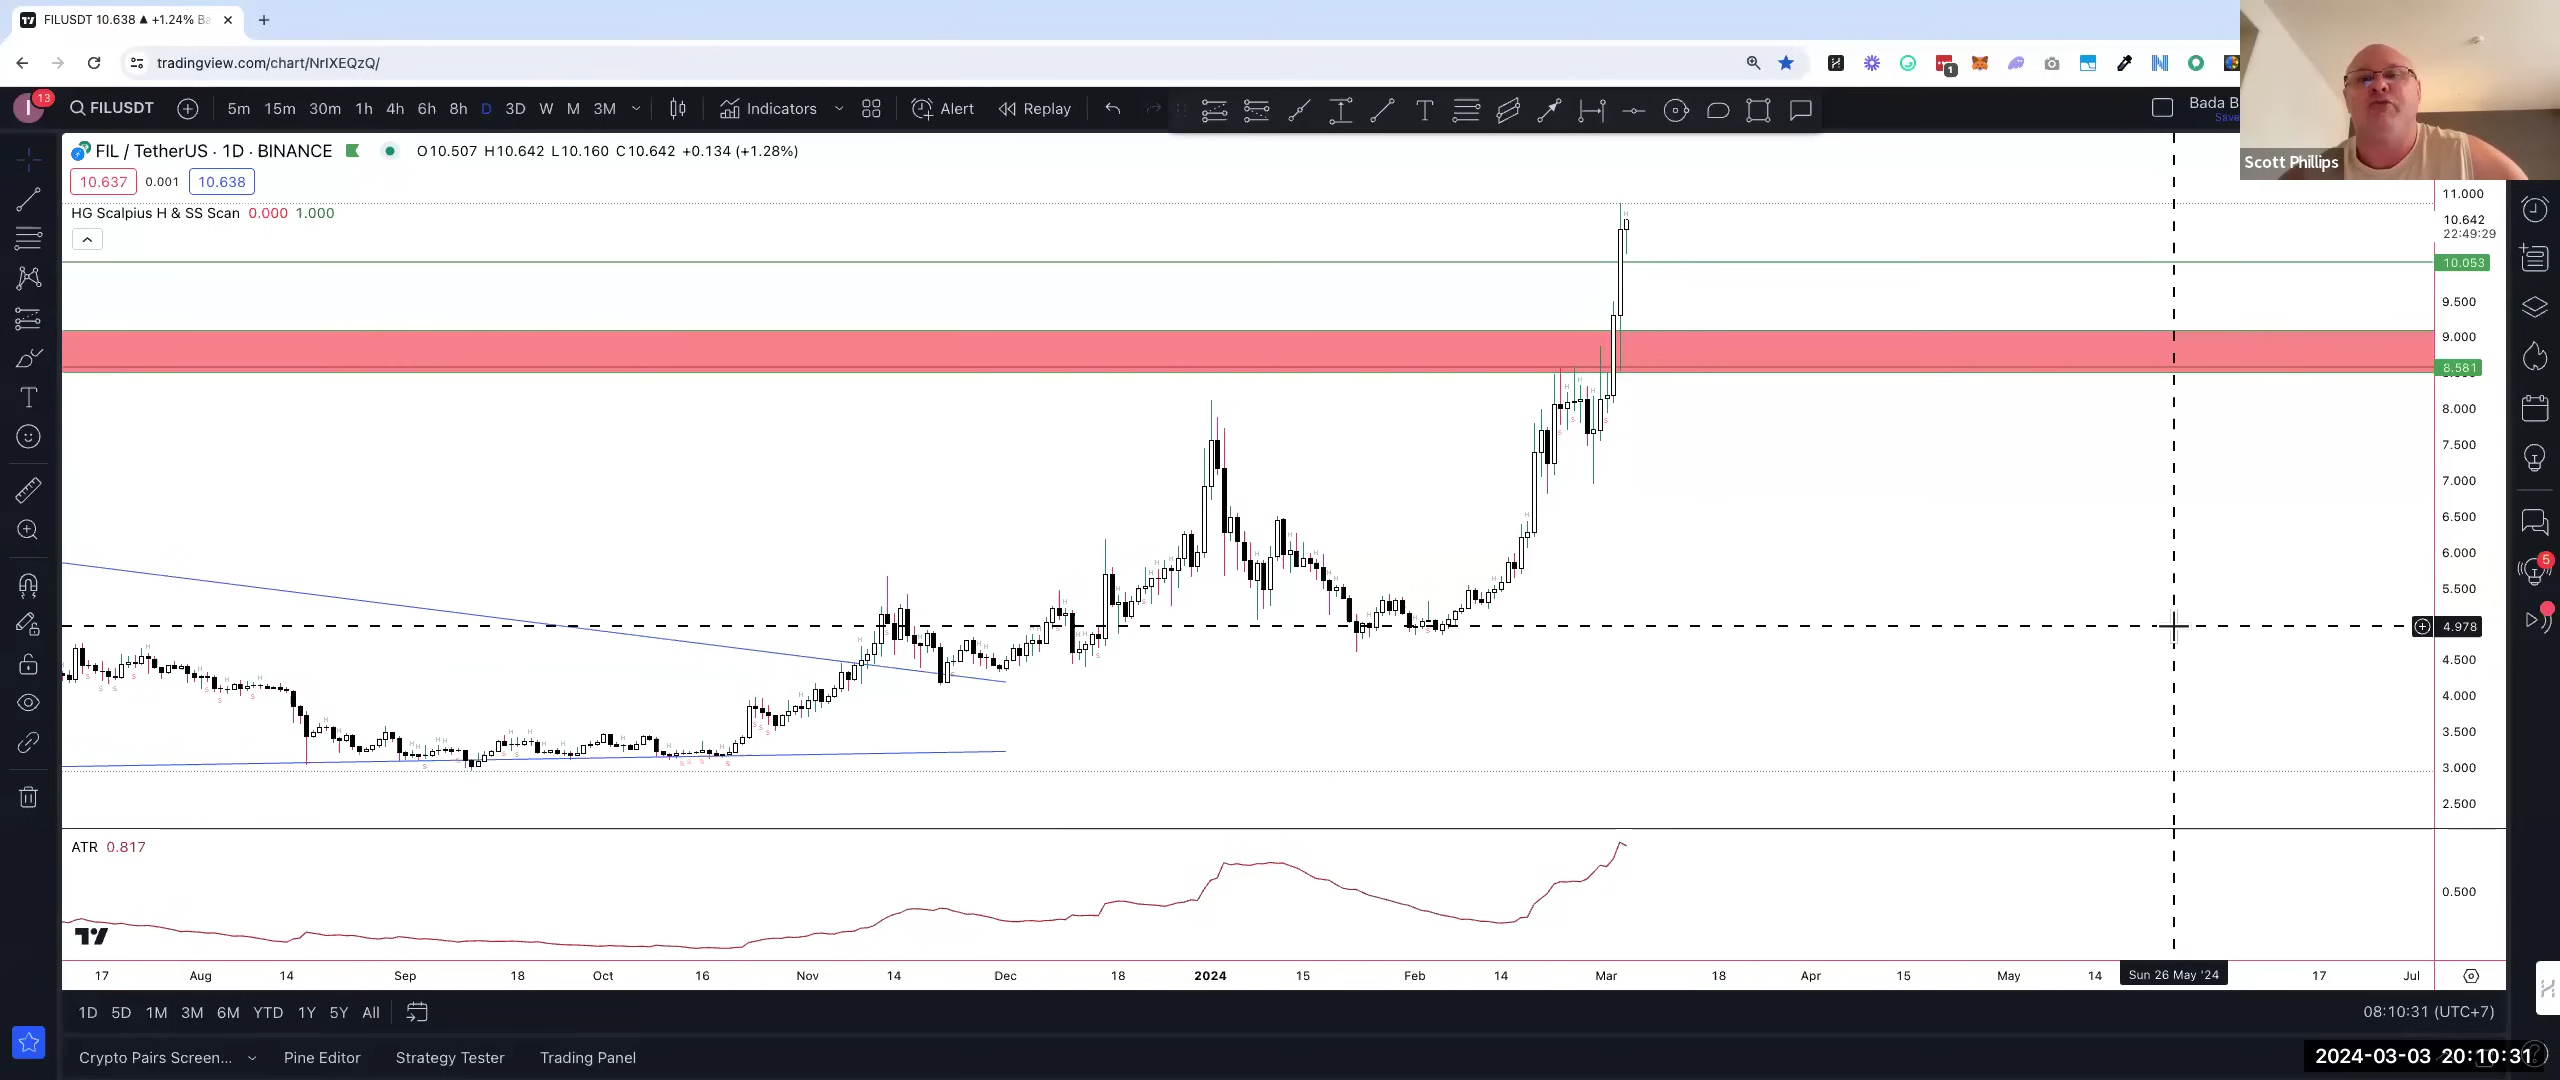 FILUSDT 10.638 ▲ +1.24% Ba
tradingview.com/chart/NrIXEQzQ/
1
13
FILUSDT
5m 15m 30m 1h 4h 6h 8h D 3D W M 3M
Indicators
Alert
Replay
Bada B
Save
FIL / TetherUS · 1D · BINANCE
O10.507 H10.642 L10.160 C10.642 +0.134 (+1.28%)
10.637 0.001 10.638
HG Scalpius H & SS Scan 0.000 1.000
Scott Phillips
11.000
10.642
22:49:29
10.053
9.500
9.000
8.581
8.000
7.500
7.000
6.500
6.000
5.500
4.978
4.500
4.000
3.500
3.000
2.500
5
ATR 0.817
0.500
17 Aug 14 Sep 18 Oct 16 Nov 14 Dec 18 2024 15 Feb 14 Mar 18 Apr 15 May 14 Sun 26 May '24 17 Jul
1D 5D 1M 3M 6M YTD 1Y 5Y All
08:10:31 (UTC+7)
Crypto Pairs Screen... Pine Editor Strategy Tester Trading Panel
2024-03-03 20:10:31